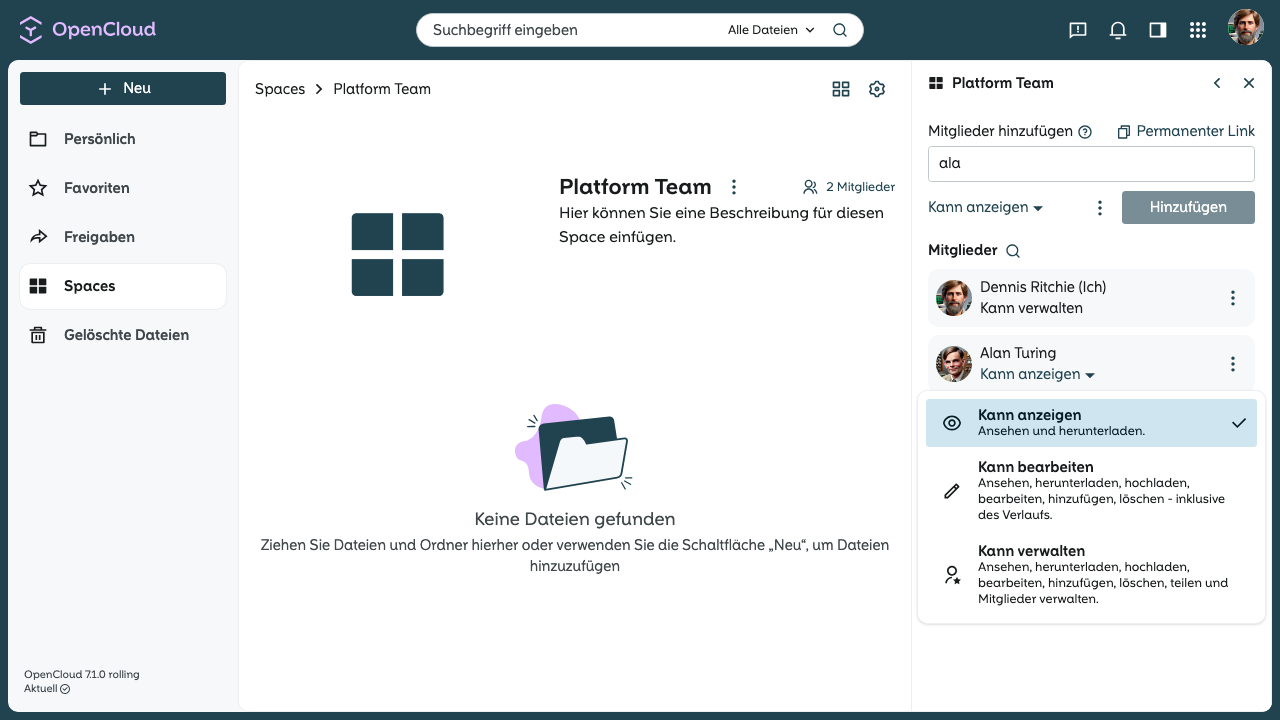 OpenCloud
Suchbegriff eingeben
Alle Dateien
Neu
Persönlich
Favoriten
Freigaben
Spaces
Gelöschte Dateien
OpenCloud 7.1.0 rolling
Aktuell
Spaces
Platform Team
Platform Team
2 Mitglieder
Hier können Sie eine Beschreibung für diesen
Space einfügen.
Keine Dateien gefunden
Ziehen Sie Dateien und Ordner hierher oder verwenden Sie die Schaltfläche „Neu“, um Dateien
hinzuzufügen
Platform Team
Mitglieder hinzufügen
Permanenter Link
ala
Kann anzeigen
Hinzufügen
Mitglieder
Dennis Ritchie (Ich)
Kann verwalten
Alan Turing
Kann anzeigen
Kann anzeigen
Ansehen und herunterladen.
Kann bearbeiten
Ansehen, herunterladen, hochladen,
bearbeiten, hinzufügen, löschen - inklusive
des Verlaufs.
Kann verwalten
Ansehen, herunterladen, hochladen,
bearbeiten, hinzufügen, löschen, teilen und
Mitglieder verwalten.